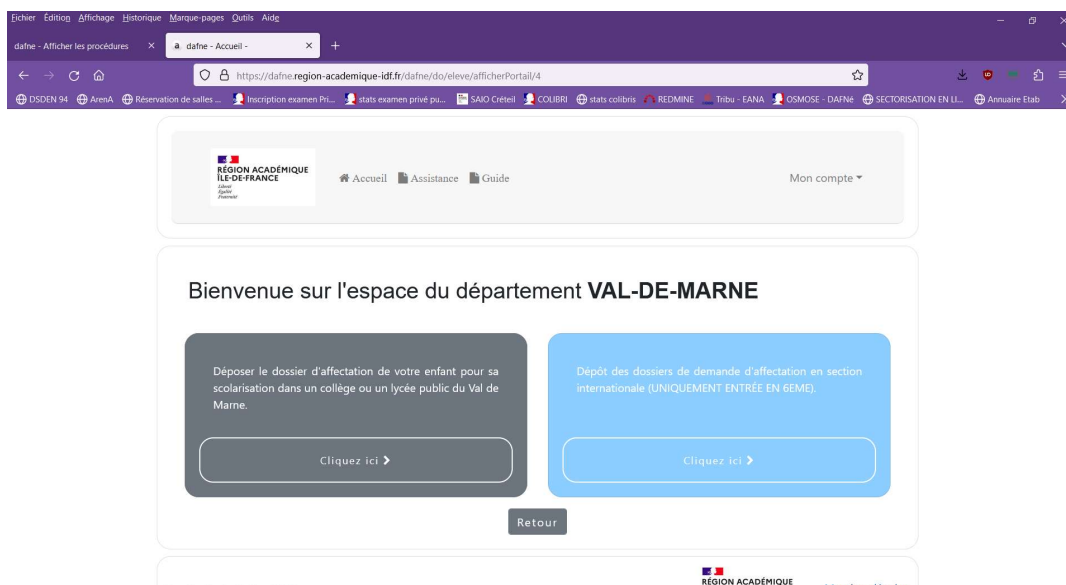 Fichier Édition Affichage Historique Marque-pages Outils Aide
dafne - Afficher les procédures
a dafne - Accueil -
https://dafne.region-academique-idf.fr/dafne/do/eleve/afficherPortail/4
DSDEN 94 ArenA Réservation de salles ... Inscription examen Pri... stats examen privé pu... SAIO Créteil COLIBRI stats colibris REDMINE Tribu - EANA OSMOSE - DAFNé SECTORISATION EN LI... Annuaire Etab
RÉGION ACADÉMIQUE
ÎLE-DE-FRANCE
Liberté
Égalité
Fraternité
Accueil Assistance Guide
Mon compte
Bienvenue sur l'espace du département VAL-DE-MARNE
Déposer le dossier d'affectation de votre enfant pour sa
scolarisation dans un collège ou un lycée public du Val de
Marne.
Cliquez ici
Dépôt des dossiers de demande d'affectation en section
internationale (UNIQUEMENT ENTRÉE EN 6EME).
Cliquez ici
Retour
RÉGION ACADÉMIQUE